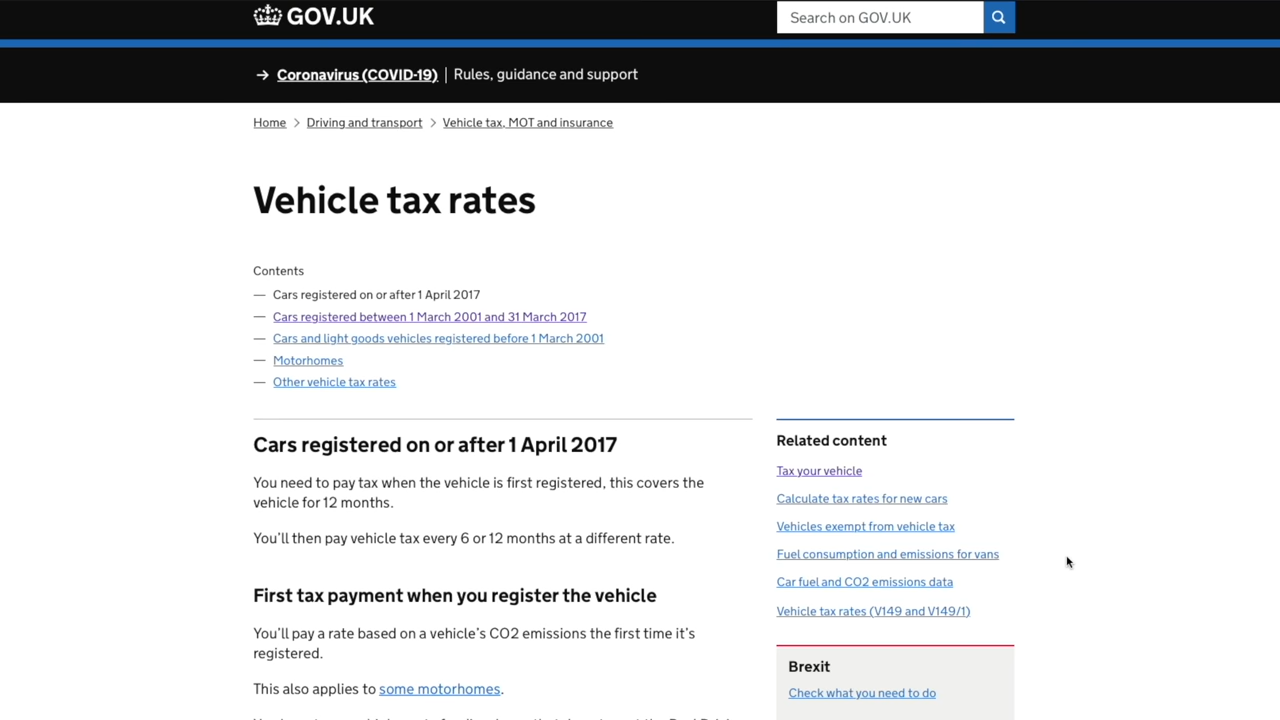 GOV.UK
Search on GOV.UK
→ Coronavirus (COVID-19) | Rules, guidance and support
Home > Driving and transport > Vehicle tax, MOT and insurance
Vehicle tax rates
Contents
— Cars registered on or after 1 April 2017
— Cars registered between 1 March 2001 and 31 March 2017
— Cars and light goods vehicles registered before 1 March 2001
— Motorhomes
— Other vehicle tax rates
Cars registered on or after 1 April 2017
You need to pay tax when the vehicle is first registered, this covers the
vehicle for 12 months.
You'll then pay vehicle tax every 6 or 12 months at a different rate.
First tax payment when you register the vehicle
You'll pay a rate based on a vehicle's CO2 emissions the first time it's
registered.
This also applies to some motorhomes.
Related content
Tax your vehicle
Calculate tax rates for new cars
Vehicles exempt from vehicle tax
Fuel consumption and emissions for vans
Car fuel and CO2 emissions data
Vehicle tax rates (V149 and V149/1)
Brexit
Check what you need to do